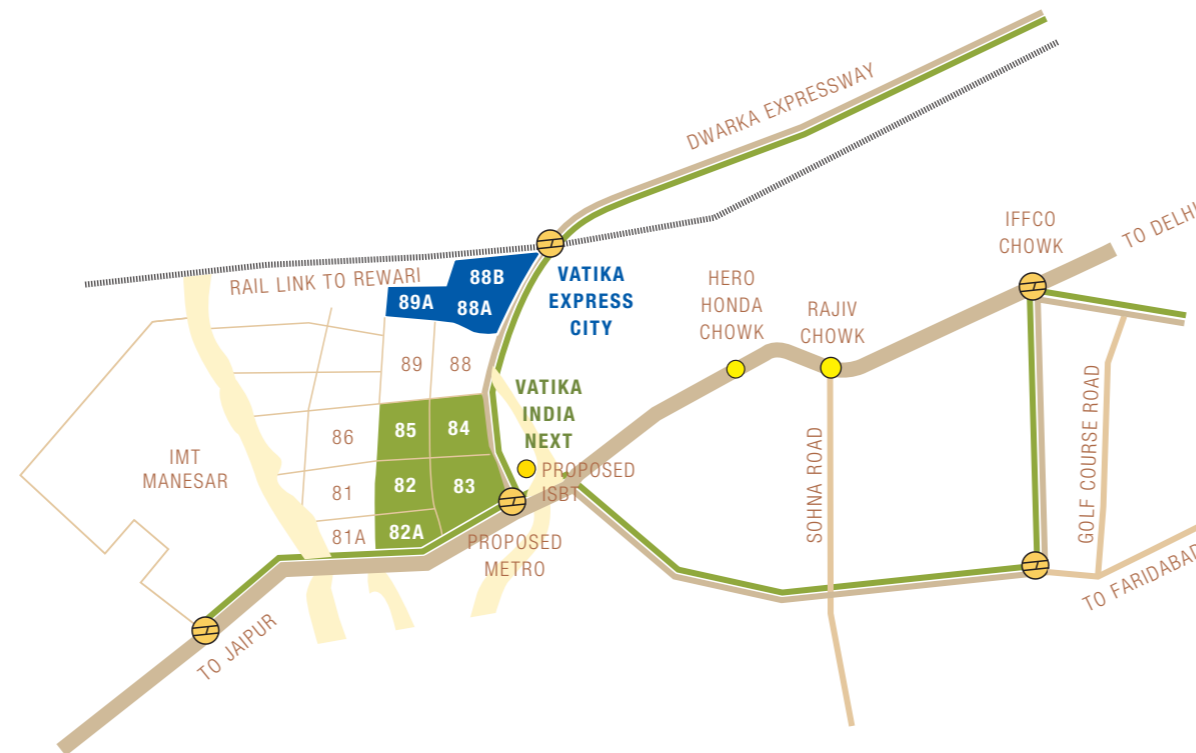 DWARKA EXPRESSWAY
IFFCO
CHOWK
TO DELHI
RAIL LINK TO REWARI
88B
89A
88A
VATIKA
EXPRESS
CITY
HERO
HONDA
CHOWK
RAJIV
CHOWK
89
88
VATIKA
INDIA
NEXT
86
85
84
IMT
MANESAR
81
82
83
PROPOSED
ISBT
81A
82A
PROPOSED
METRO
SOHNA ROAD
GOLF COURSE ROAD
TO FARIDABAD
TO JAIPUR